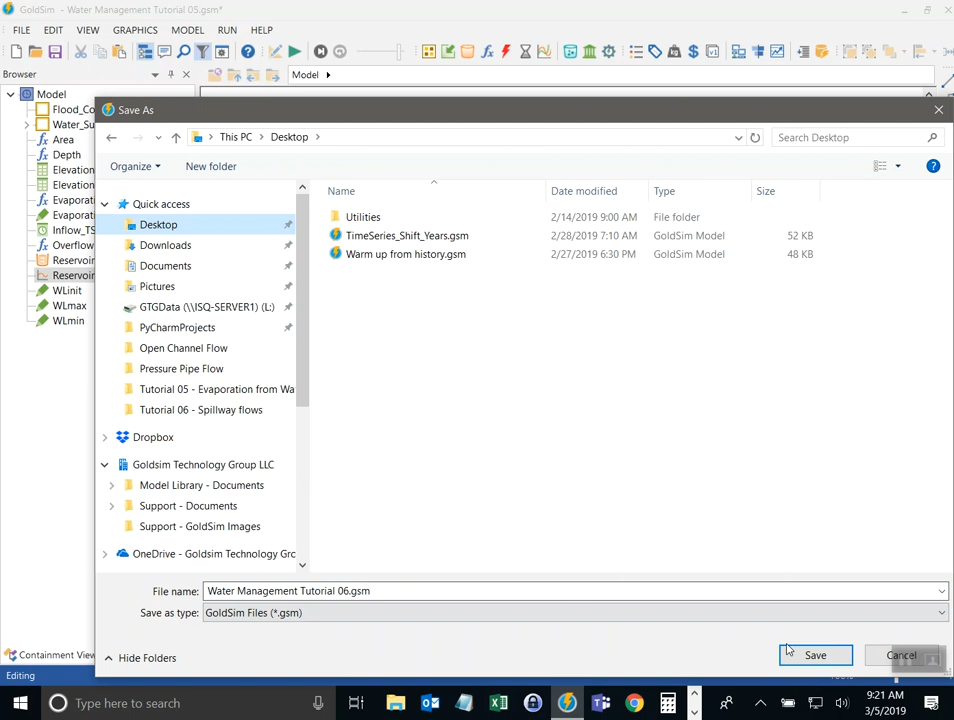 GoldSim - Water Management Tutorial 05.gsm*
FILE EDIT VIEW GRAPHICS MODEL RUN HELP
Browser
Model
Model
Flood_Co
Water_Su
Area
Depth
Elevation
Elevation
Evaporati
Evaporati
Inflow_TS
Overflow
Reservoir
Reservoir
WLinit
WLmax
WLmin
Containment View
Editing
Save As
This PC > Desktop >
Search Desktop
Organize
New folder
Quick access
Desktop
Downloads
Documents
Pictures
GTGData (\\ISQ-SERVER1) (L:)
PyCharmProjects
Open Channel Flow
Pressure Pipe Flow
Tutorial 05 - Evaporation from Wa
Tutorial 06 - Spillway flows
Dropbox
Goldsim Technology Group LLC
Model Library - Documents
Support - Documents
Support - GoldSim Images
OneDrive - Goldsim Technology Grc
Name Date modified Type Size
Utilities 2/14/2019 9:00 AM File folder
TimeSeries_Shift_Years.gsm 2/28/2019 7:10 AM GoldSim Model 52 KB
Warm up from history.gsm 2/27/2019 6:30 PM GoldSim Model 48 KB
File name: Water Management Tutorial 06.gsm
Save as type: GoldSim Files (*.gsm)
Hide Folders
Save
Cancel
Type here to search
9:21 AM
3/5/2019